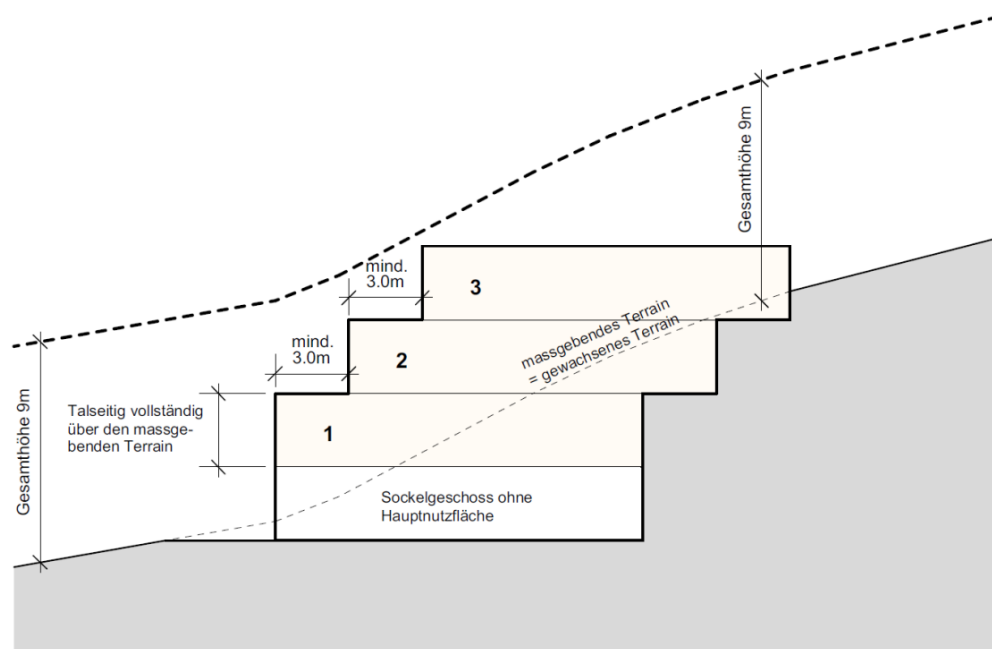 Gesamthöhe 9m
mind.
3.0m
3
massgebendes Terrain
= gewachsenes Terrain
mind.
3.0m
2
Talseitig vollständig
über den massge-
benden Terrain
1
Gesamthöhe 9m
Sockelgeschoss ohne
Hauptnutzfläche